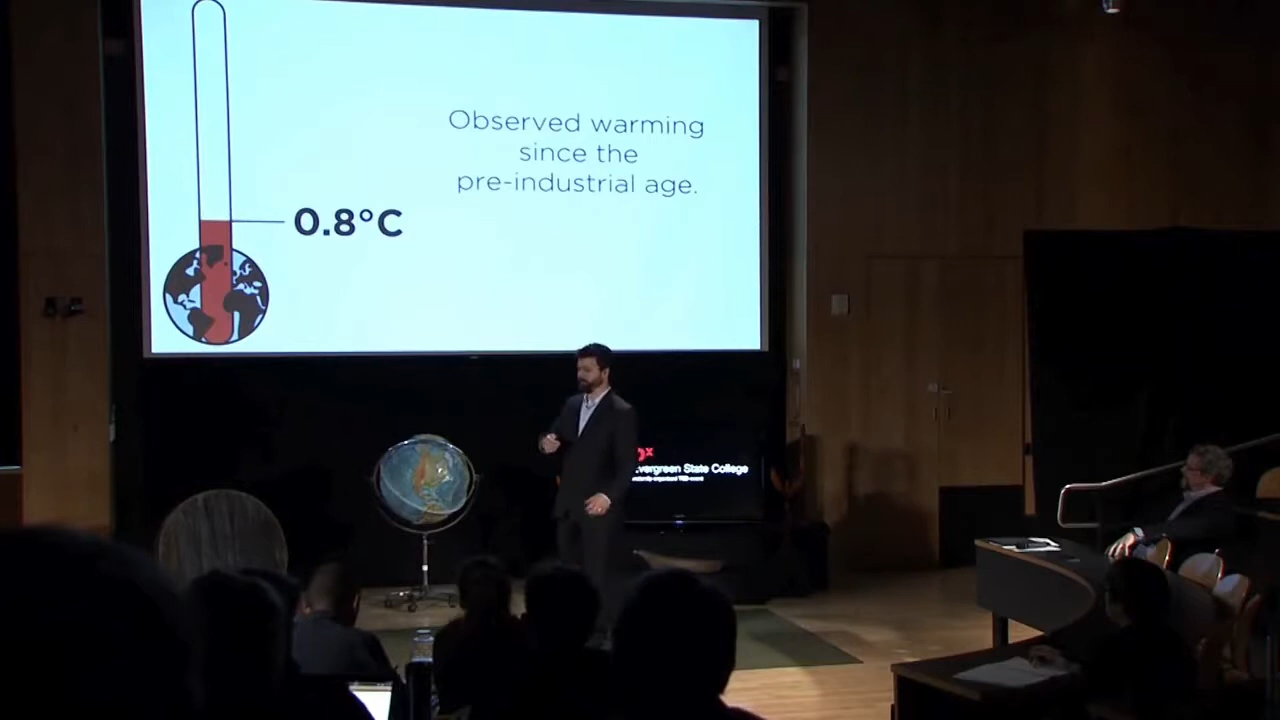 Observed warming
since the
pre-industrial age.
0.8°C
Evergreen State College